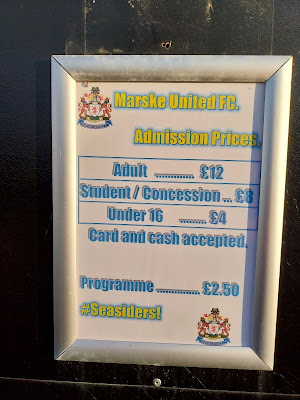 Marske United FC.
Admission Prices
Adult ............. £12
Student / Concession ... £8
Under 16 ......... £4
Card and cash accepted.
Programme ............... £2.50
#Seasiders!